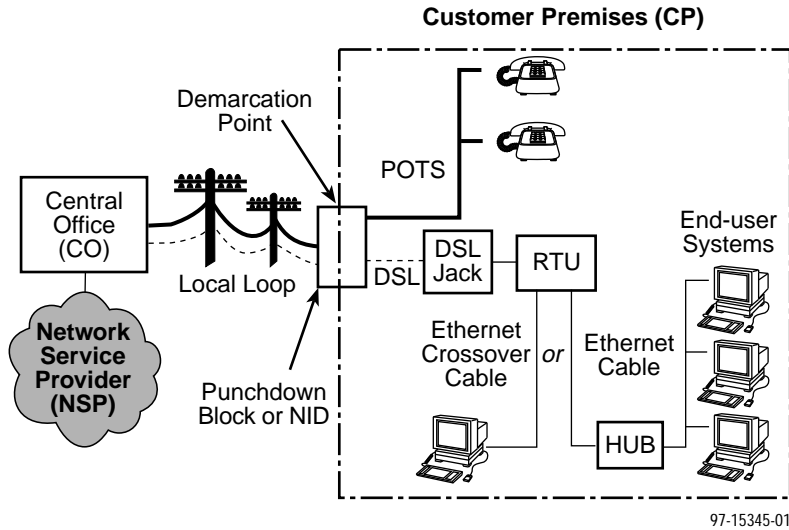 Customer Premises (CP)
Demarcation
Point
POTS
Central
Office
(CO)
Local Loop
DSL
DSL
Jack
RTU
End-user
Systems
Network
Service
Provider
(NSP)
Punchdown
Block or NID
Ethernet
Crossover
Cable
or
Ethernet
Cable
HUB
97-15345-01